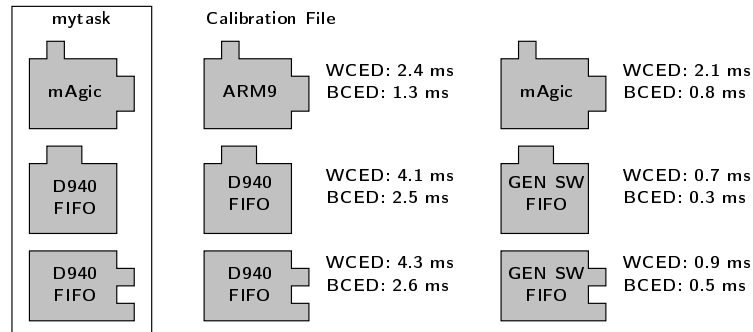 mytask
Calibration File
mAgic
ARM9
WCED: 2.4 ms
BCED: 1.3 ms
mAgic
WCED: 2.1 ms
BCED: 0.8 ms
D940
FIFO
D940
FIFO
WCED: 4.1 ms
BCED: 2.5 ms
GEN SW
FIFO
WCED: 0.7 ms
BCED: 0.3 ms
D940
FIFO
D940
FIFO
WCED: 4.3 ms
BCED: 2.6 ms
GEN SW
FIFO
WCED: 0.9 ms
BCED: 0.5 ms